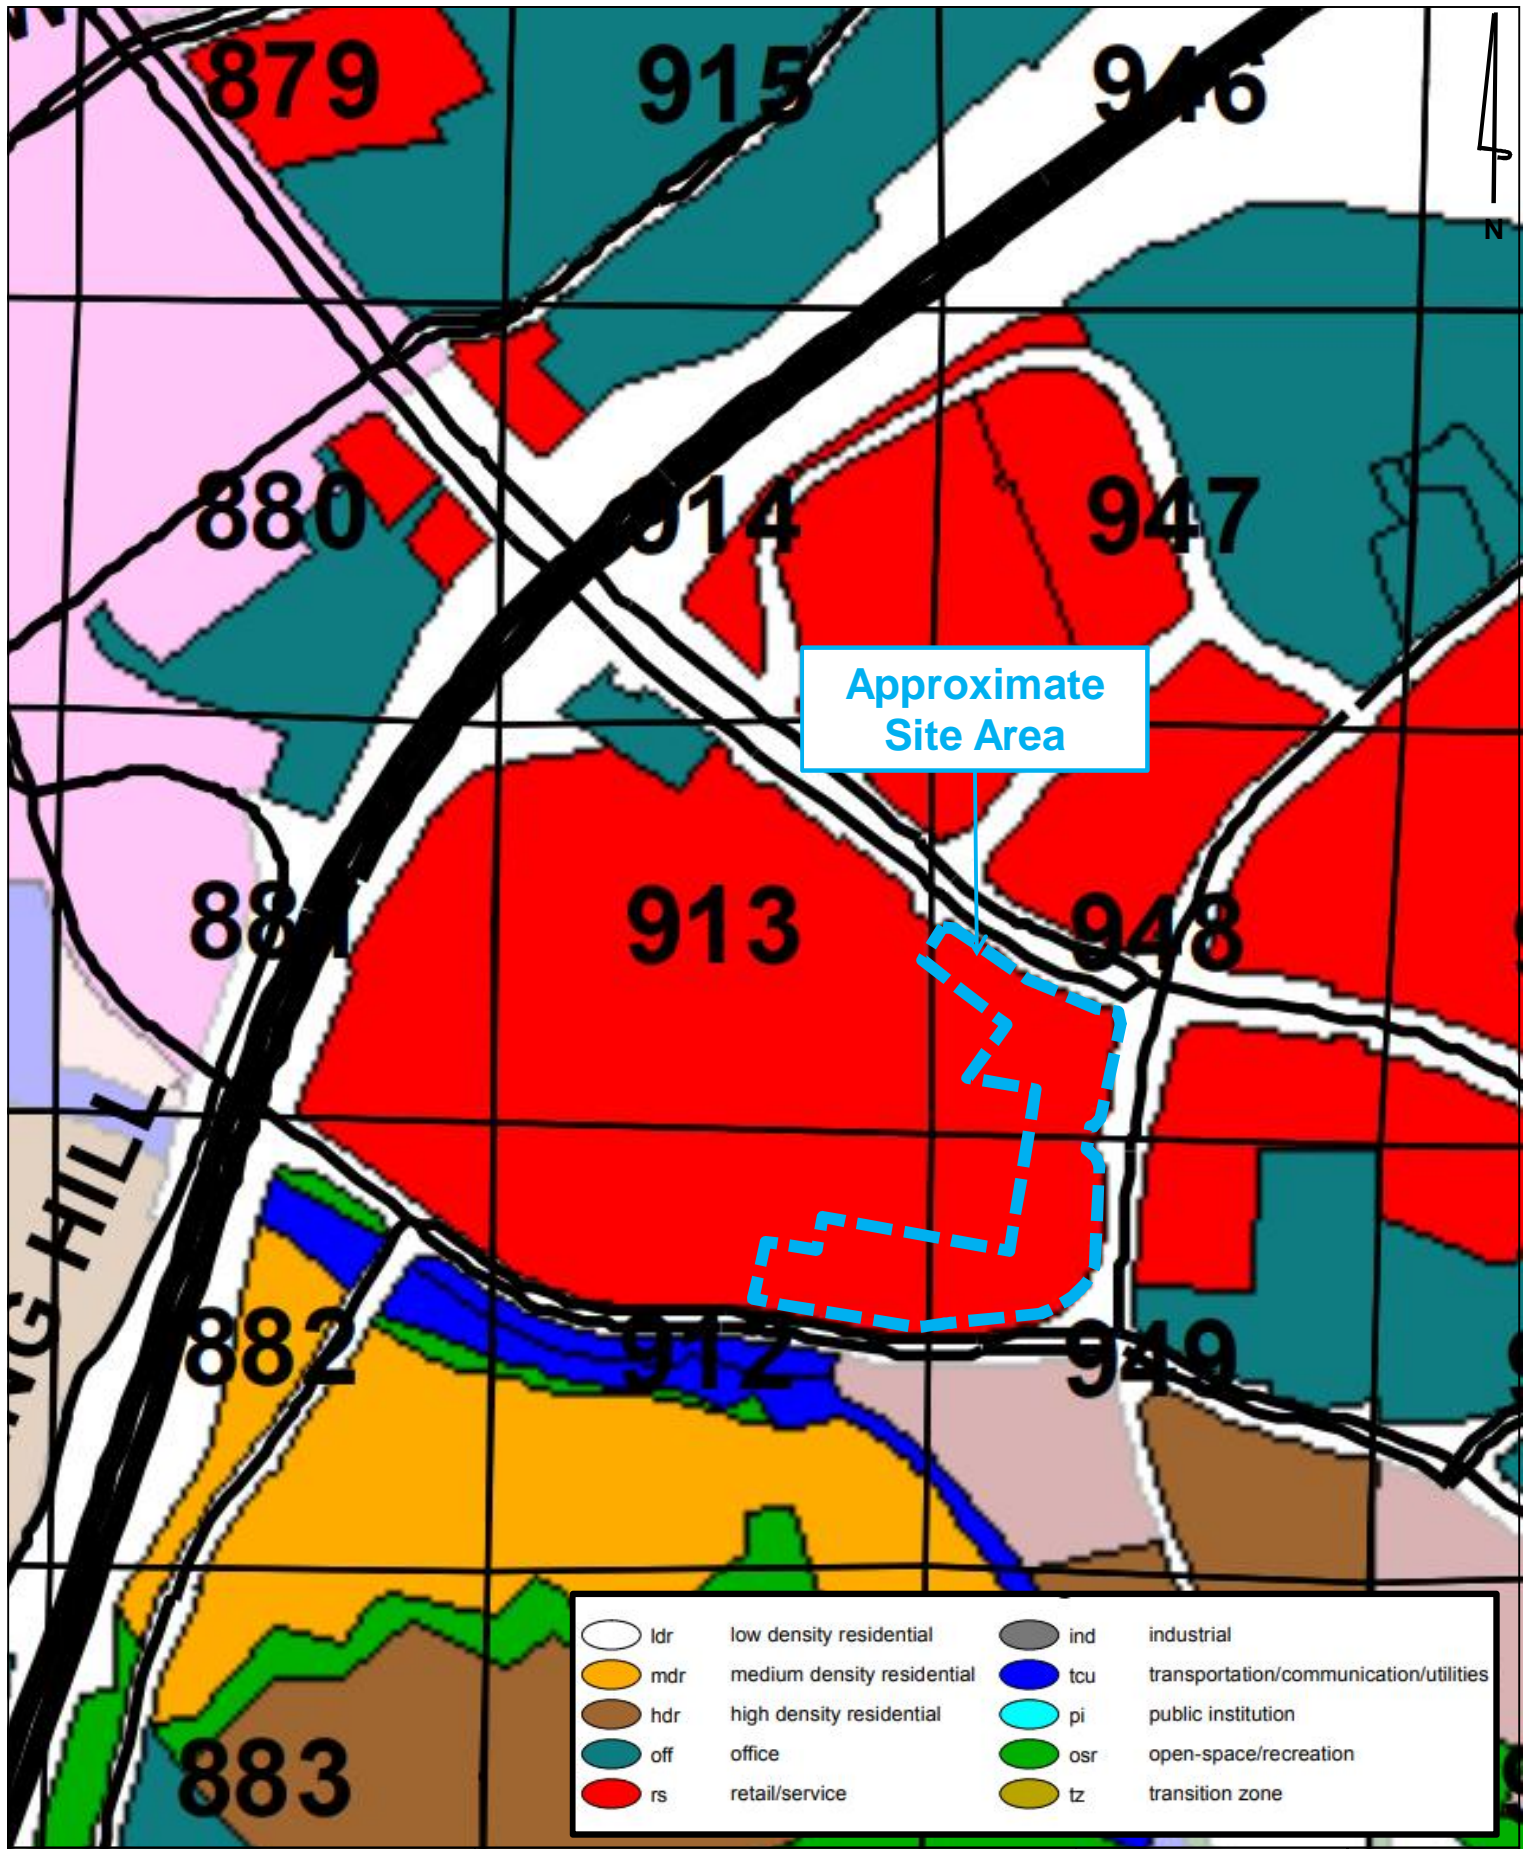 879
915
946
N
880
914
947
Approximate
Site Area
881
913
948
NG HILL
882
912
949
883
ldr low density residential
mdr medium density residential
hdr high density residential
off office
rs retail/service
ind industrial
tcu transportation/communication/utilities
pi public institution
osr open-space/recreation
tz transition zone